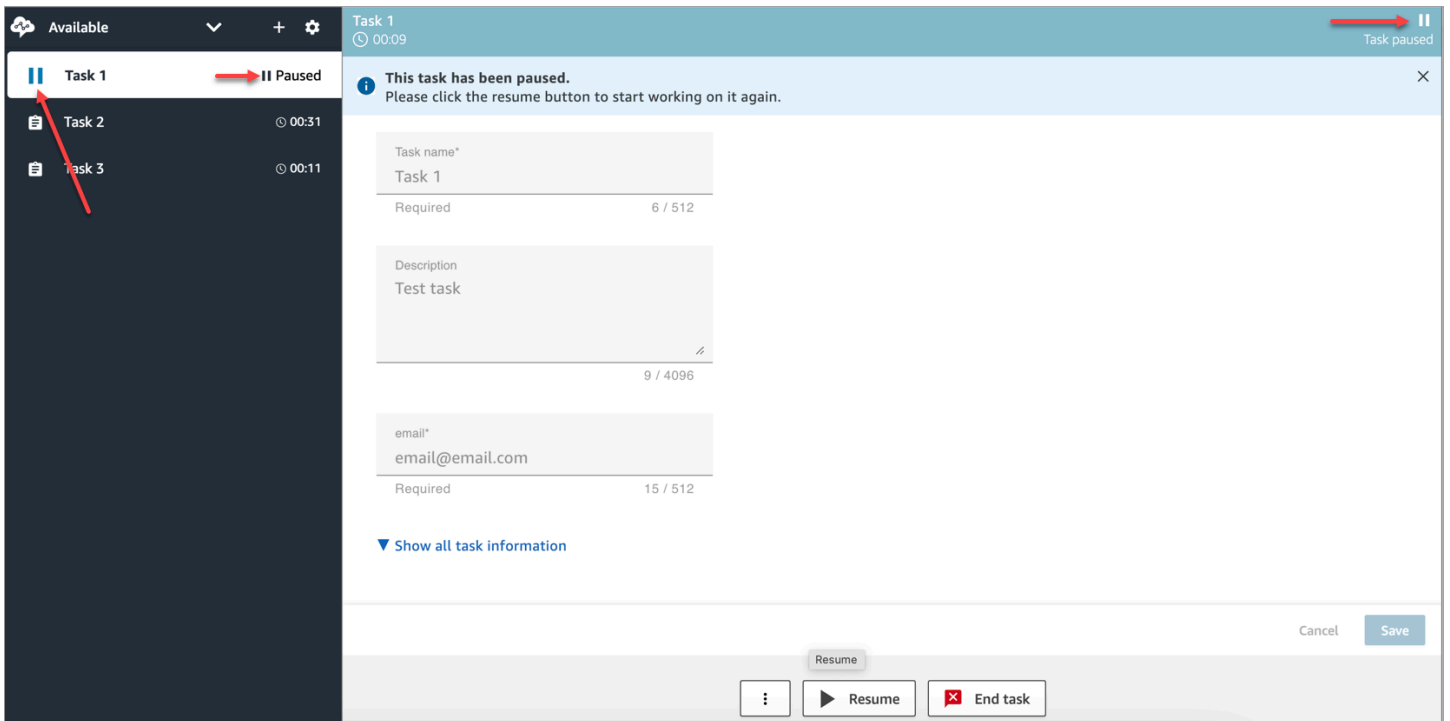 Available
Task 1
Paused
Task 2
00:31
Task 3
00:11
Task 1
00:09
Task paused
This task has been paused.
Please click the resume button to start working on it again.
Task name*
Task 1
Required
6 / 512
Description
Test task
9 / 4096
email*
email@email.com
Required
15 / 512
Show all task information
Cancel
Save
Resume
Resume
End task